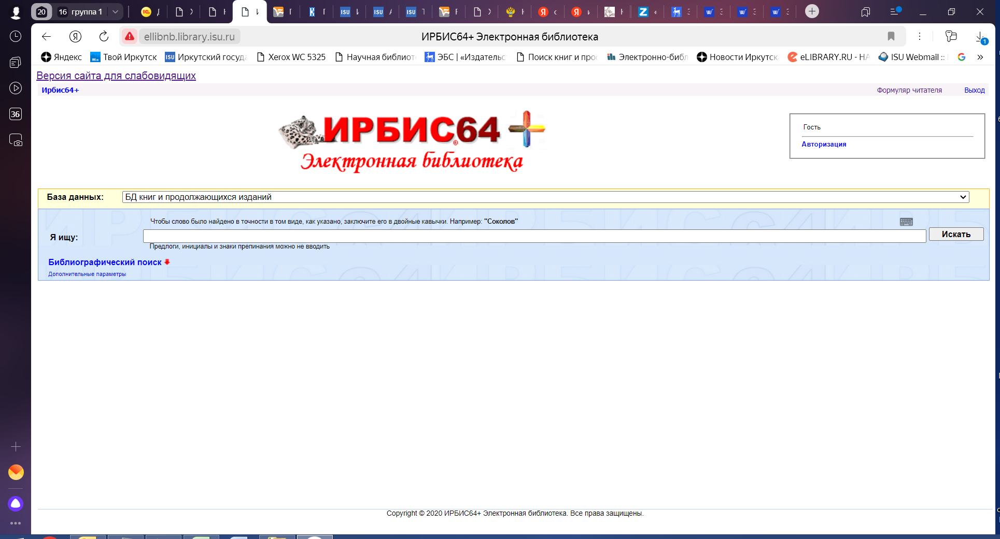 20 16 группа 1
ellibnb.library.isu.ru ИРБИС64+ Электронная библиотека
1
Яндекс Твой Иркутск ISU Иркутский госуда Xerox WC 5325 Научная библиот ЭБС | «Издательс Поиск книг и про Электронно-библ Новости Иркутск eLIBRARY.RU - НА ISU Webmail ::
36
Версия сайта для слабовидящих
Ирбис64+ Формуляр читателя Выход
ИРБИС64
Электронная библиотека
Гость
Авторизация
База данных: БД книг и продолжающихся изданий
Чтобы слово было найдено в точности в том виде, как указано, заключите его в двойные кавычки. Например: "Соколов"
Я ищу: Искать
Предлоги, инициалы и знаки препинания можно не вводить
Библиографический поиск
Дополнительные параметры
Copyright © 2020 ИРБИС64+ Электронная библиотека. Все права защищены.